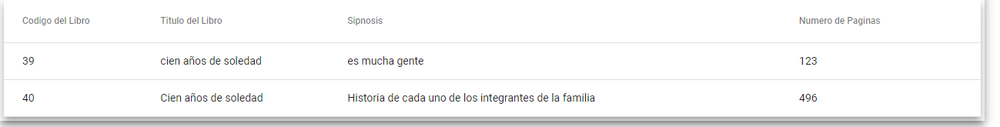 Codigo del Libro Titulo del Libro Sipnosis Numero de Paginas
39 cien años de soledad es mucha gente 123
40 Cien años de soledad Historia de cada uno de los integrantes de la familia 496